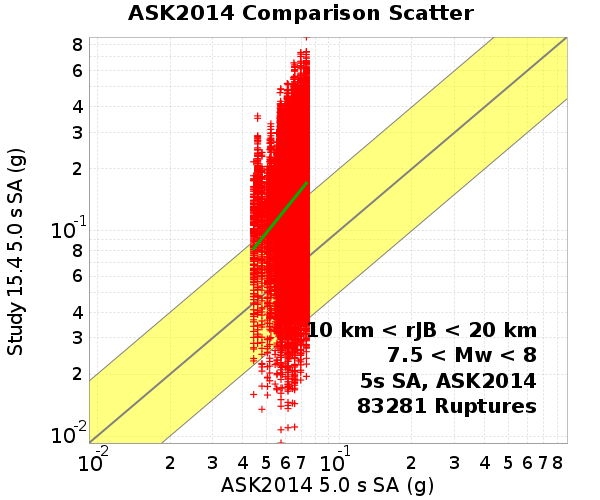 ASK2014 Comparison Scatter
Study 15.4 5.0 s SA (g)
8
6
4
3
2
10-1
8
6
4
3
2
10-2
10 km < rJB < 20 km
7.5 < Mw < 8
5s SA, ASK2014
83281 Ruptures
10-2 2 3 4 5 6 7 10-1 2 3 4 5 6 7 8
ASK2014 5.0 s SA (g)